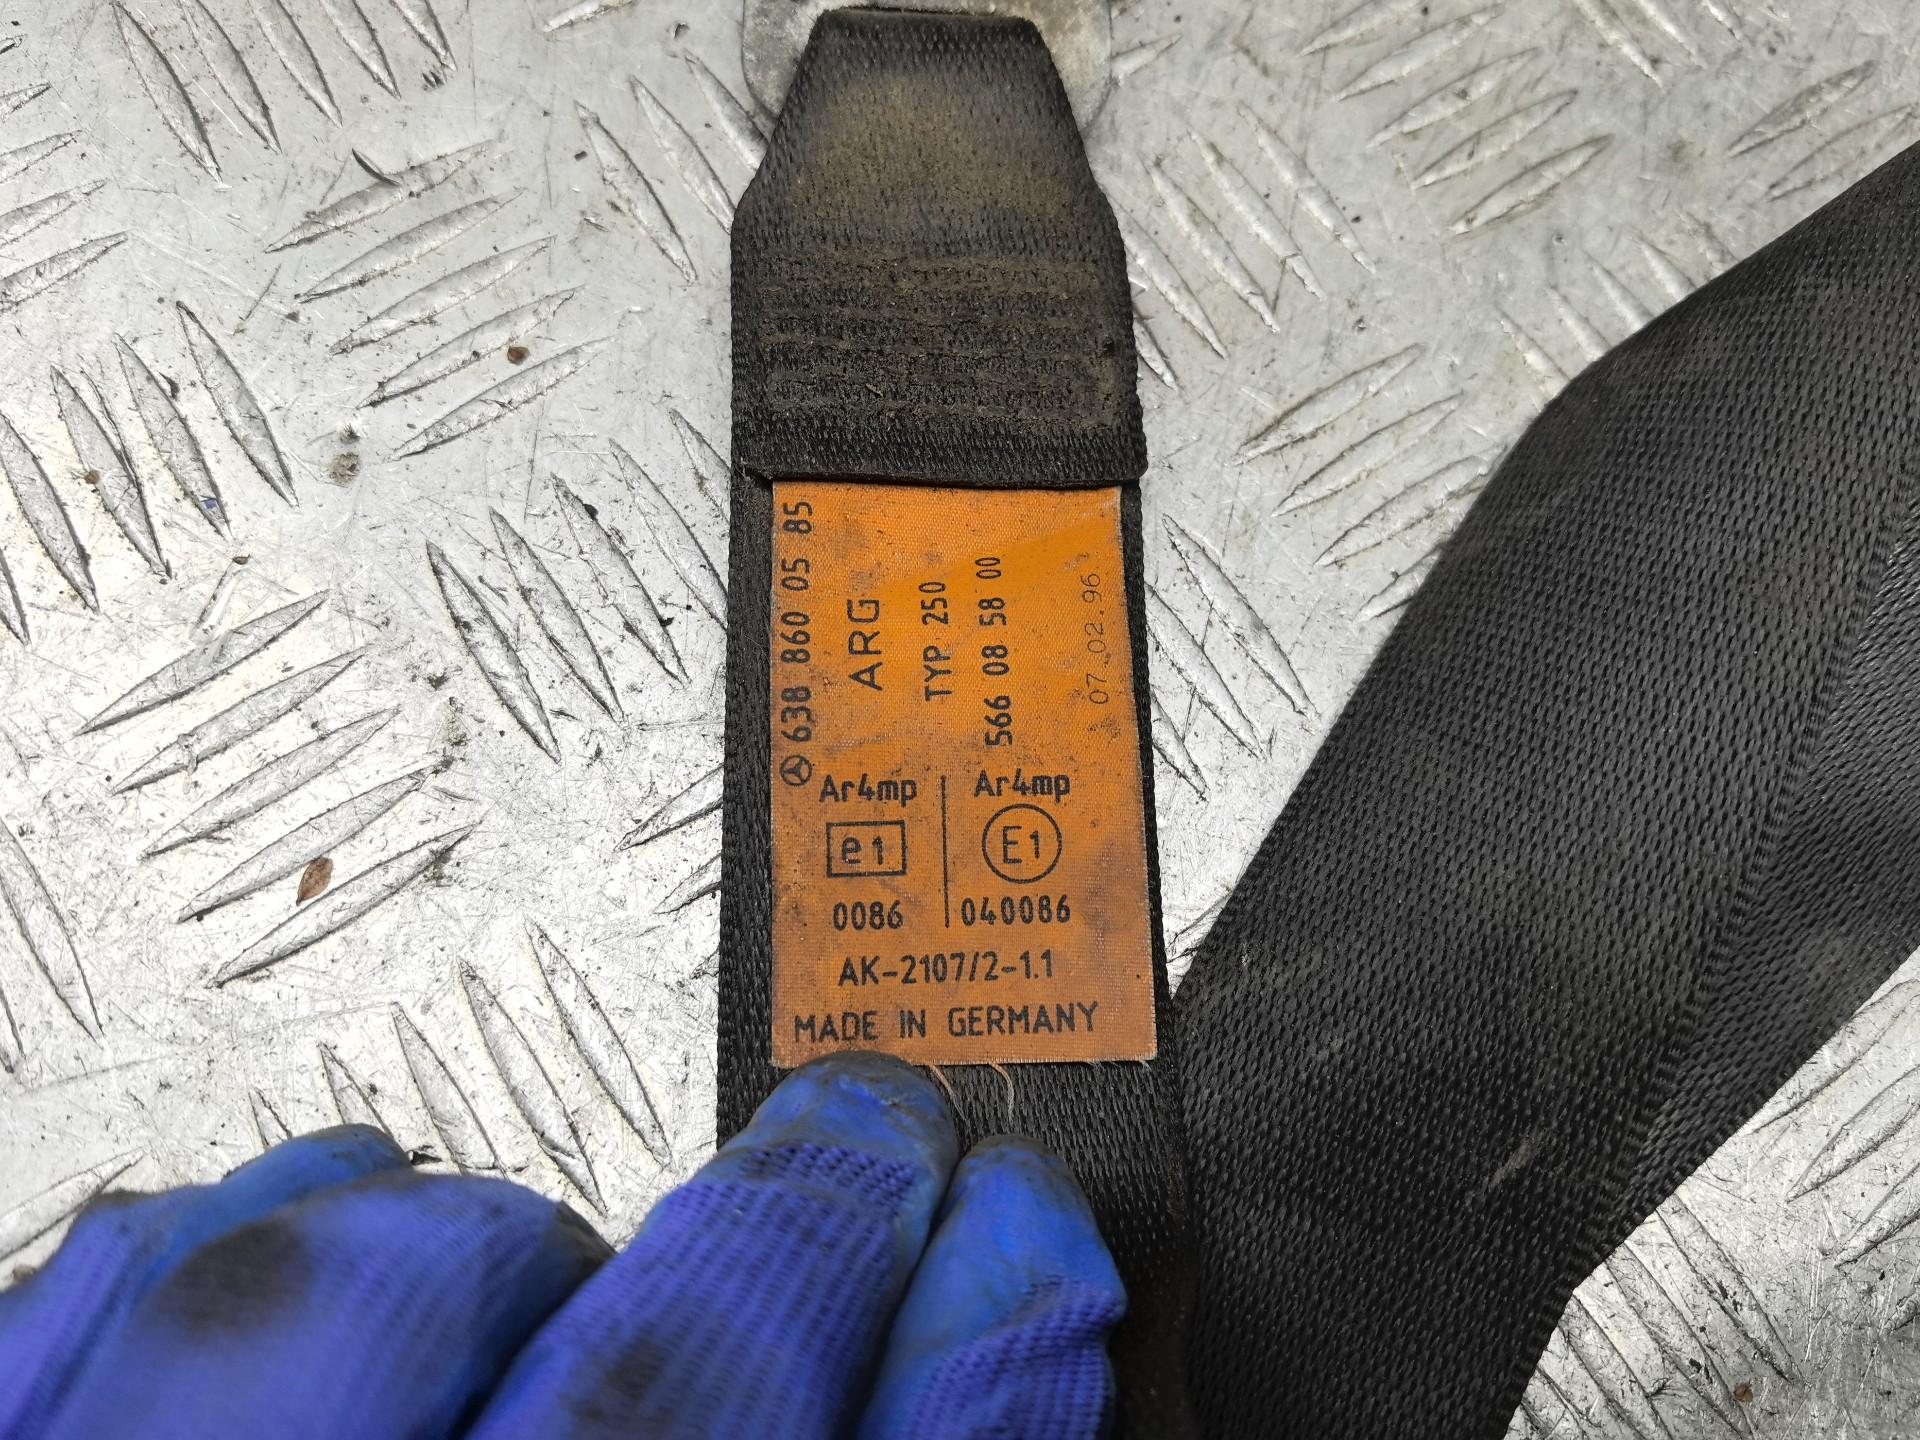 638 860 05 85
ARG
TYP 250
566 08 58 00
07.02.96
Ar4mp
e1
0086
Ar4mp
E1
040086
AK-2107/2-1.1
MADE IN GERMANY